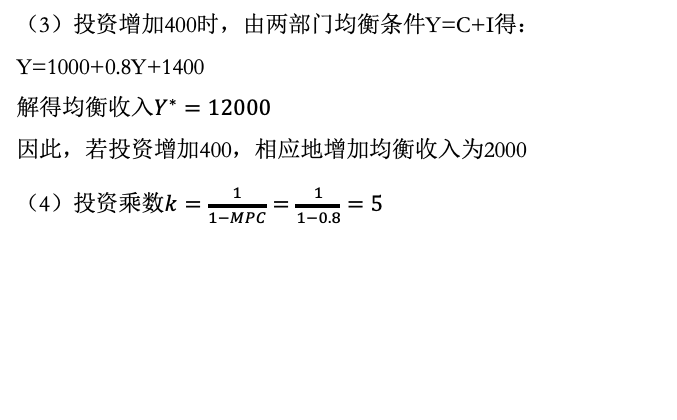 （3）投资增加400时，由两部门均衡条件Y=C+I得：
Y=1000+0.8Y+1400
解得均衡收入Y* = 12000
因此，若投资增加400，相应地增加均衡收入为2000
（4）投资乘数k = 1/(1−MPC) = 1/(1−0.8) = 5